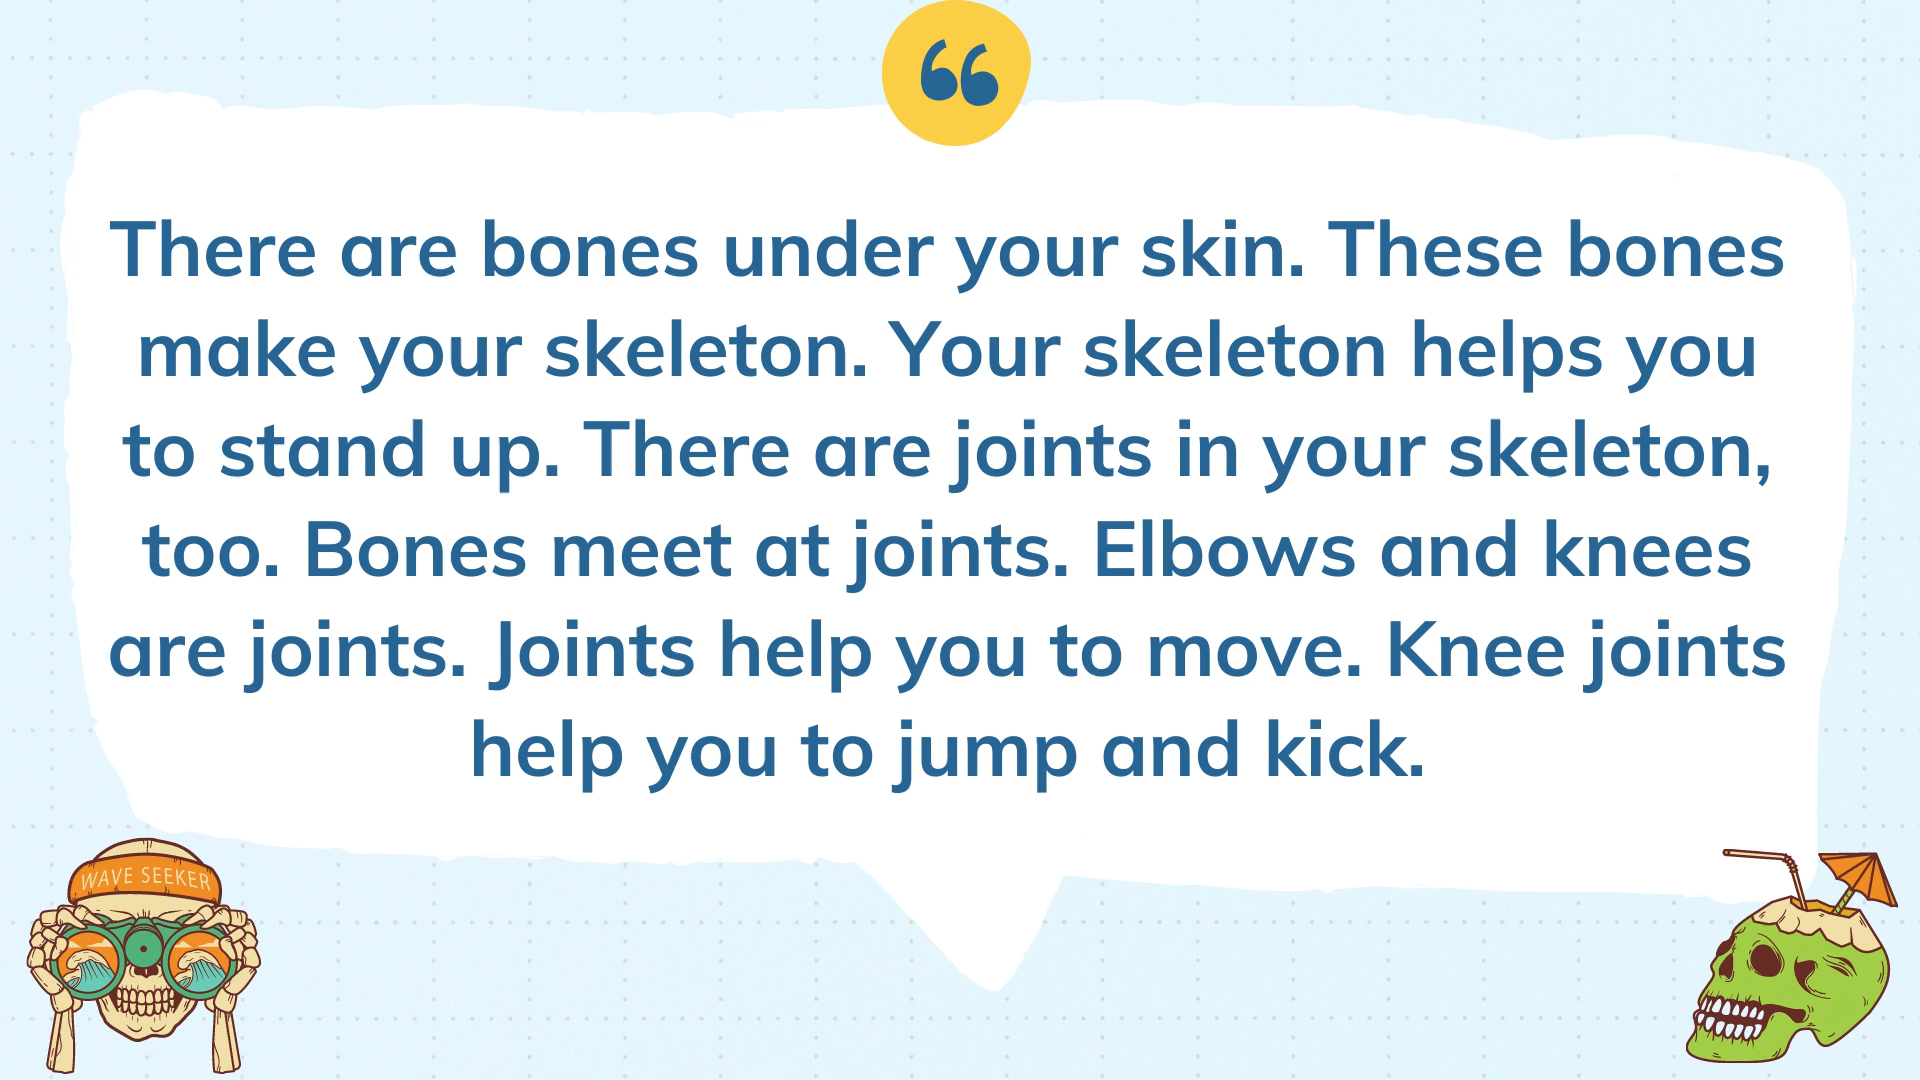 There are bones under your skin. These bones
make your skeleton. Your skeleton helps you
to stand up. There are joints in your skeleton,
too. Bones meet at joints. Elbows and knees
are joints. Joints help you to move. Knee joints
help you to jump and kick.
WAVE SEEKER